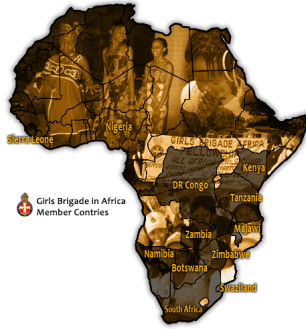 Sierra Leone
Nigeria
GIRLS BRIGADE AFRICA
Kenya
DR Congo
Tanzania
Girls Brigade in Africa
Member Contries
Malawi
Zambia
Namibia
Zimbabwe
Botswana
Swaziland
South Africa